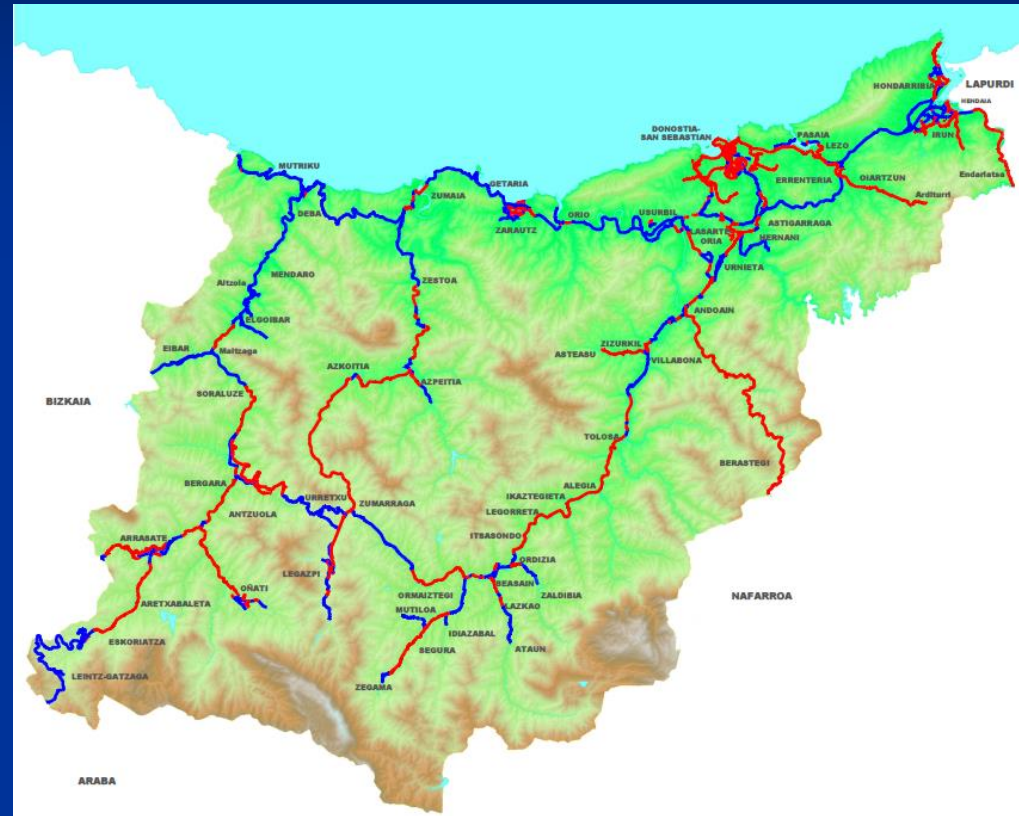 HONDARRIBIA
LAPURDI
HENDAIA
DONOSTIA-
SAN SEBASTIAN
PASAIA
LEZO
IRUN
MUTRIKU
ERRENTERIA
OIARTZUN
Endarlatsa
GETARIA
ZUMAIA
Arditurri
DEBA
ORIO
USURBIL
ZARAUTZ
ASTIGARRAGA
LASARTE
ORIA
HERNANI
URNIETA
MENDARO
Altzola
ZESTOA
ELGOIBAR
ANDOAIN
EIBAR
Maltzaga
ZIZURKIL
ASTEASU
VILLABONA
AZKOITIA
AZPEITIA
SORALUZE
BIZKAIA
TOLOSA
BERASTEGI
BERGARA
ALEGIA
URRETXU
ZUMARRAGA
IKAZTEGIETA
ANTZUOLA
LEGORRETA
ARRASATE
ITSASONDO
ORDIZIA
LEGAZPI
BEASAIN
OÑATI
ORMAIZTEGI
ZALDIBIA
NAFARROA
ARETXABALETA
MUTILOA
LAZKAO
IDIAZABAL
ESKORIATZA
SEGURA
ATAUN
LEINTZ-GATZAGA
ZEGAMA
ARABA